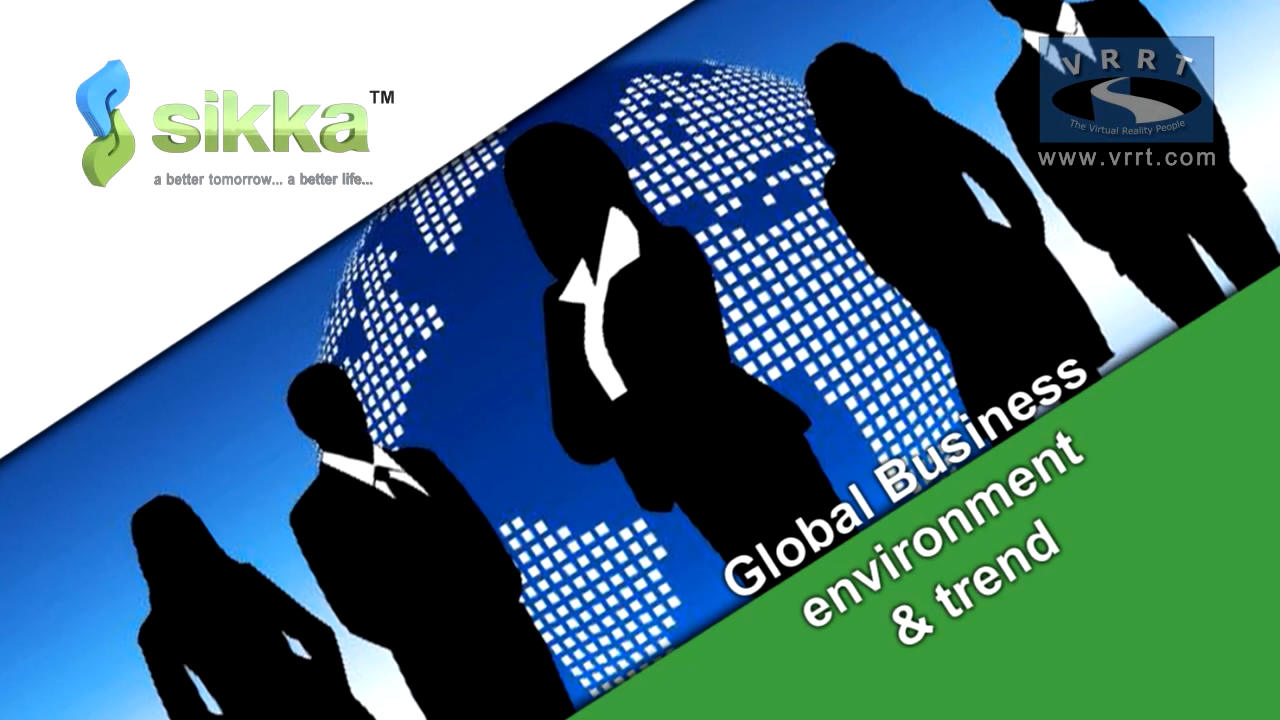 sikka™
a better tomorrow... a better life...
VRRT
The Virtual Reality People
www.vrrt.com
Global Business
environment
& trend